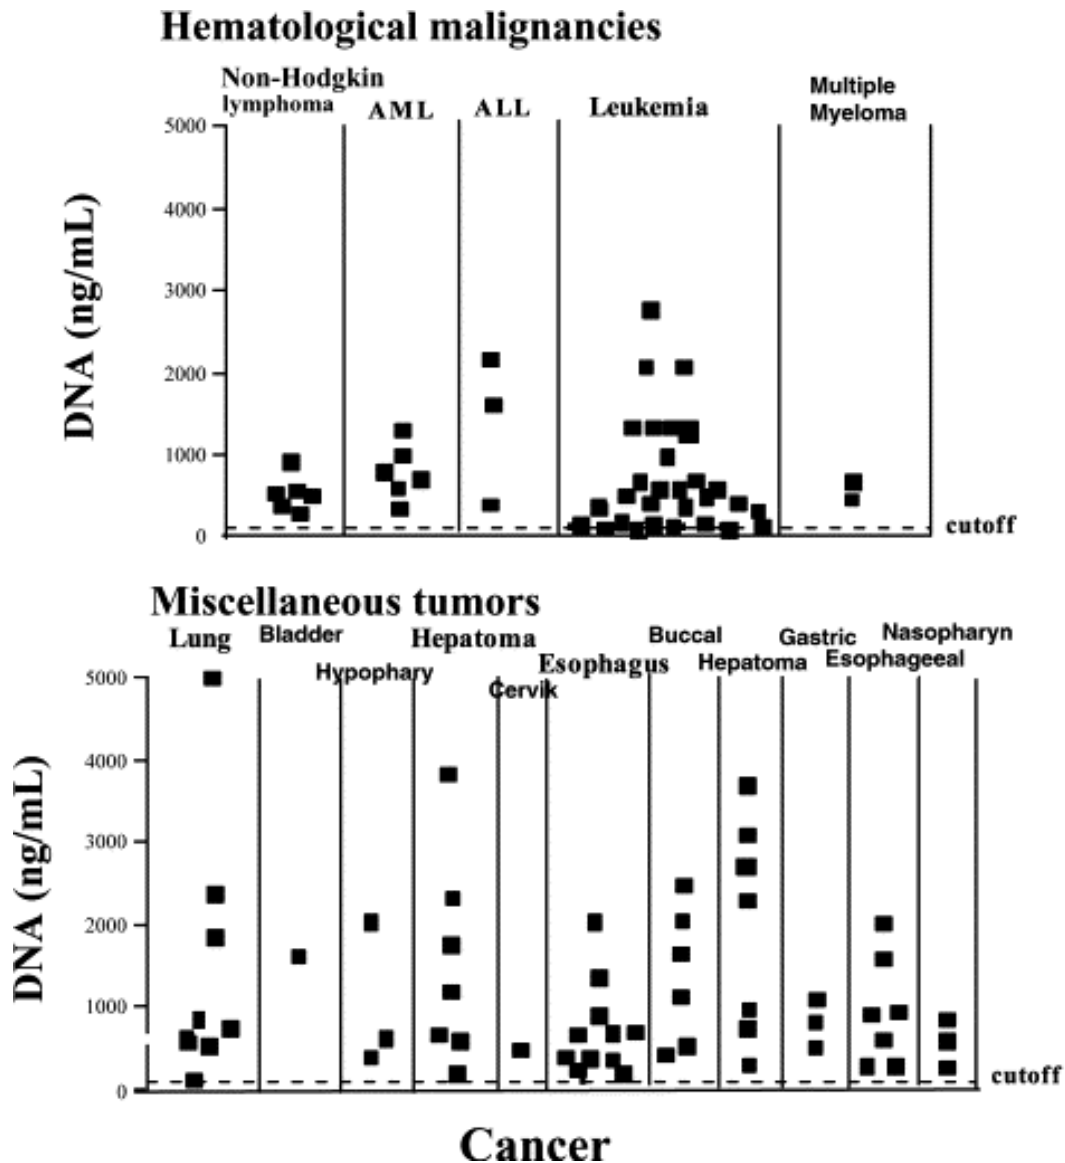 Hematological malignancies
Non-Hodgkin
lymphoma
AML
ALL
Leukemia
Multiple
Myeloma
DNA (ng/mL)
5000
4000
3000
2000
1000
0
cutoff
Miscellaneous tumors
Lung
Bladder
Hypophary
Hepatoma
Cervik
Esophagus
Buccal
Hepatoma
Gastric
Esophageeal
Nasopharyn
DNA (ng/mL)
5000
4000
3000
2000
1000
0
cutoff
Cancer